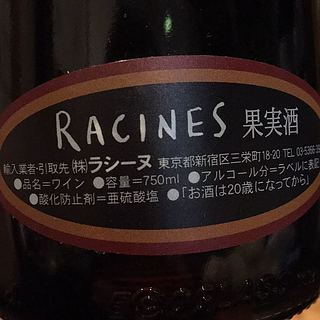 RACINES 果実酒
輸入業者・引取先 ㈱ラシーヌ 東京都新宿区三栄町18-20 TEL 03-5366
●品名=ワイン ●容量=750ml ●アルコール分=ラベルに表記
●酸化防止剤=亜硫酸塩 ●「お酒は20歳になってから」